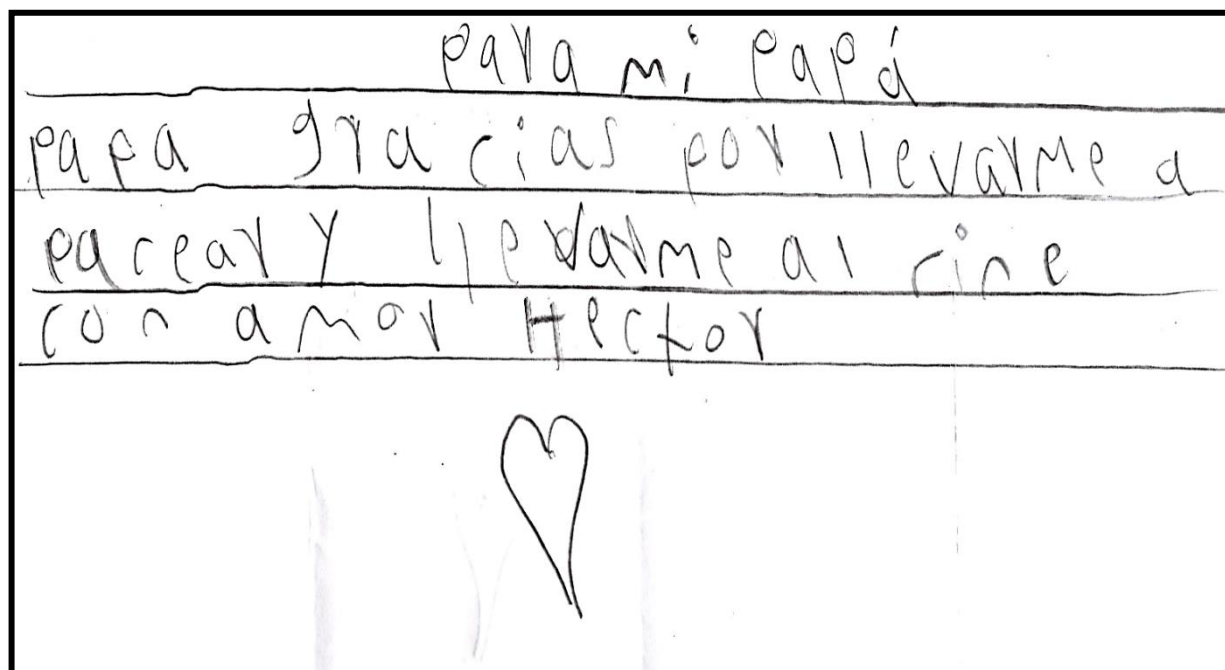 Para mi Papá
papa gracias por llevarme a
pacear y llevarme al cine
con amor Hector